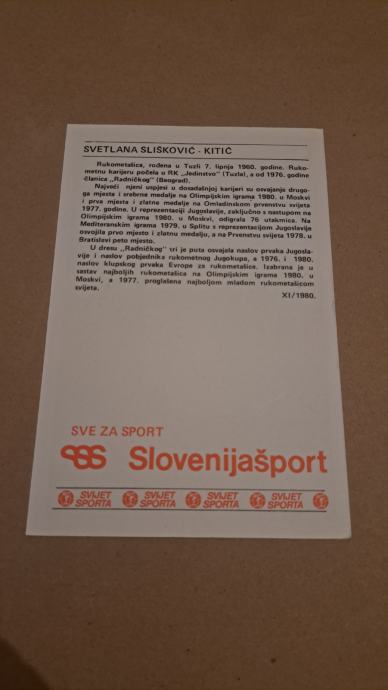 SVETLANA SLIŠKOVIĆ - KITIĆ
Rukometašica, rođena u Tuzli 7. lipnja 1960. godine. Ruko-
metnu karijeru počela u RK „Jedinstvo" (Tuzla), a od 1976. godine
članica „Radničkog" (Beograd).
Najveći njeni uspjesi u dosadašnjoj karijeri su osvajanje drugo-
ga mjesta i srebrne medalje na Olimpijskim igrama 1980. u Moskvi
i prva mjesta i zlatne medalje na Omladinskom prvenstvu svijeta
1977. godine. U reprezentaciji Jugoslavije, zaključno s nastupom na
Olimpijskim igrama 1980. u Moskvi, odigrala 76 utakmica. Na
Mediteranskim igrama 1979. u Splitu s reprezentacijom Jugoslavije
osvojila prvo mjesto i zlatnu medalju, a na Prvenstvu svijeta 1978. u
Bratislavi peto mjesto.
U dresu „Radničkog" tri je puta osvajala naslov prvaka Jugosla-
vije i naslov pobjednika rukometnog Jugokupa, a 1976. i 1980.
naslov klupskog prvaka Evrope za rukometašice. Izabrana je u
sastav najboljih rukometašica na Olimpijskim igrama 1980. u
Moskvi, a 1977. proglašena najboljom mladom rukometašicom
svijeta.
XI/1980.
SVE ZA SPORT
Slovenijašport
SVIJET SPORTA SVIJET SPORTA SVIJET SPORTA SVIJET SPORTA